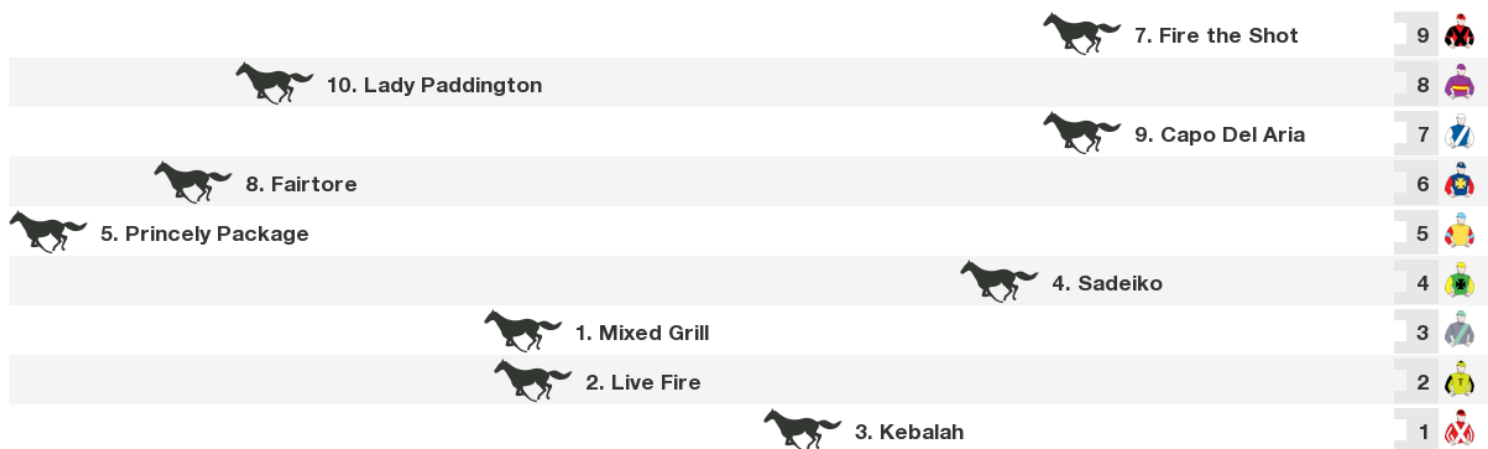 7. Fire the Shot 9
10. Lady Paddington 8
9. Capo Del Aria 7
8. Fairtore 6
5. Princely Package 5
4. Sadeiko 4
1. Mixed Grill 3
2. Live Fire 2
T
3. Kebalah 1